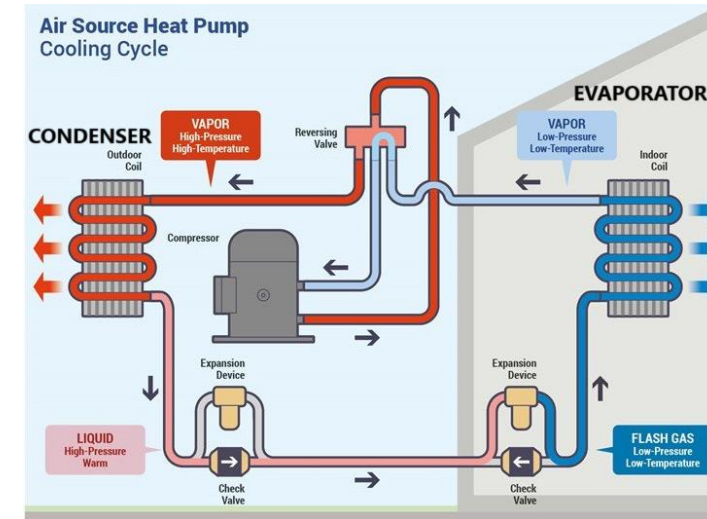 Air Source Heat Pump
Cooling Cycle
EVAPORATOR
CONDENSER
Outdoor
Coil
VAPOR
High-Pressure
High-Temperature
Reversing
Valve
VAPOR
Low-Pressure
Low-Temperature
Indoor
Coil
Compressor
Expansion
Device
Expansion
Device
LIQUID
High-Pressure
Warm
FLASH GAS
Low-Pressure
Low-Temperature
Check
Valve
Check
Valve